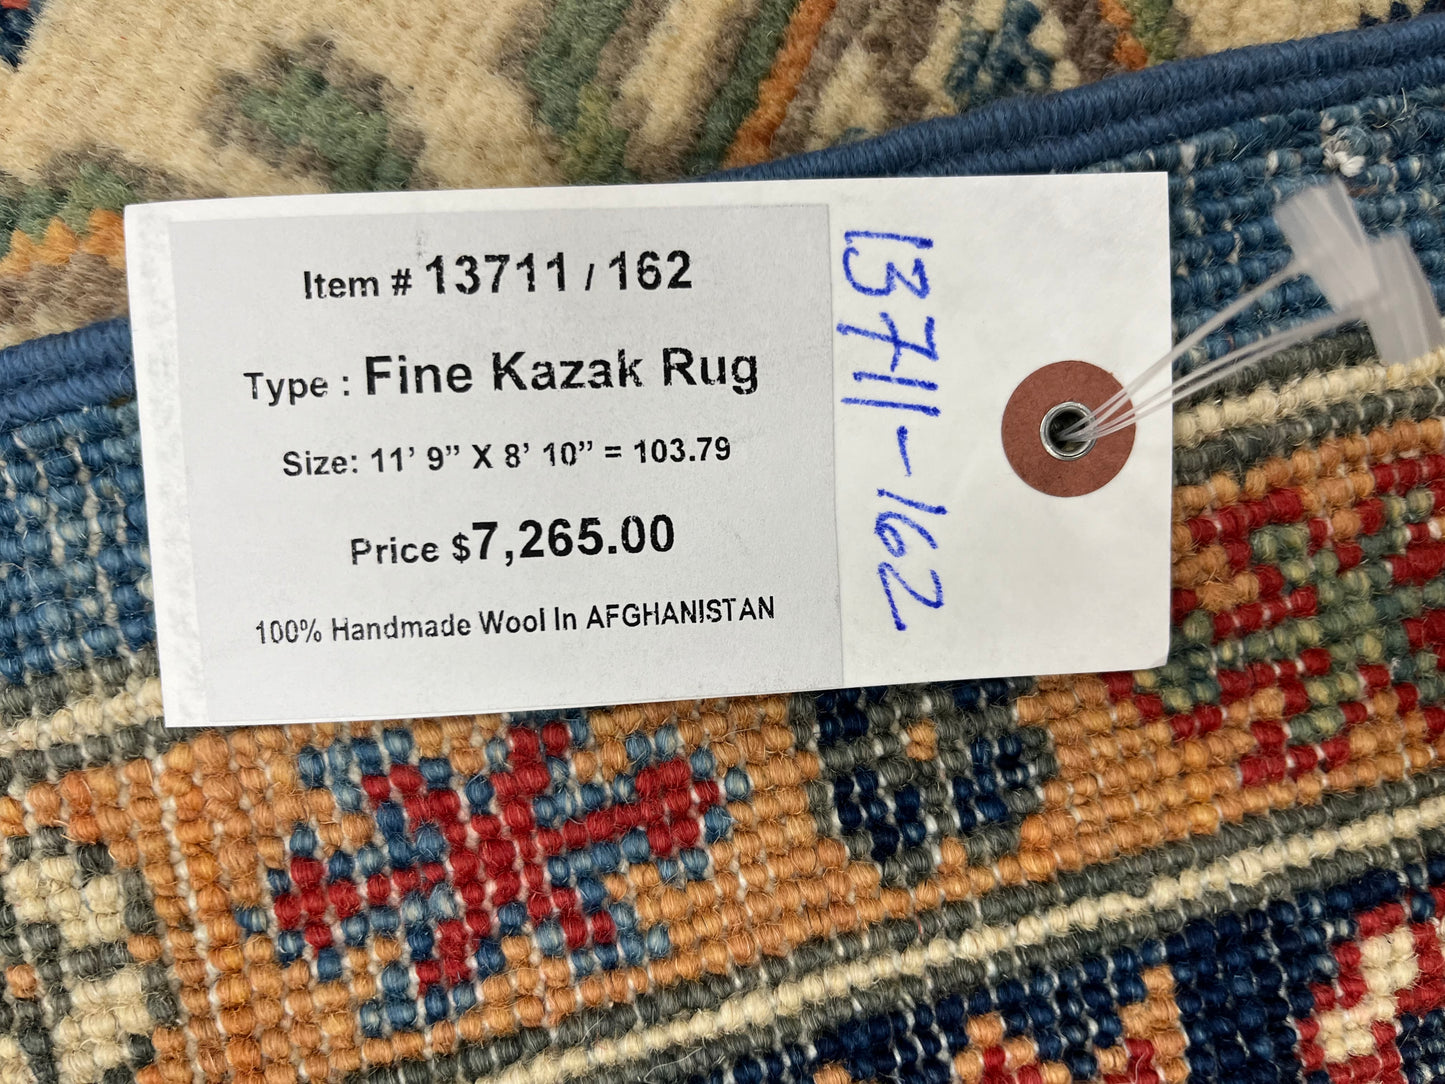 Item # 13711 / 162
Type : Fine Kazak Rug
Size: 11’ 9” X 8’ 10” = 103.79
Price $7,265.00
100% Handmade Wool In AFGHANISTAN
13711-162